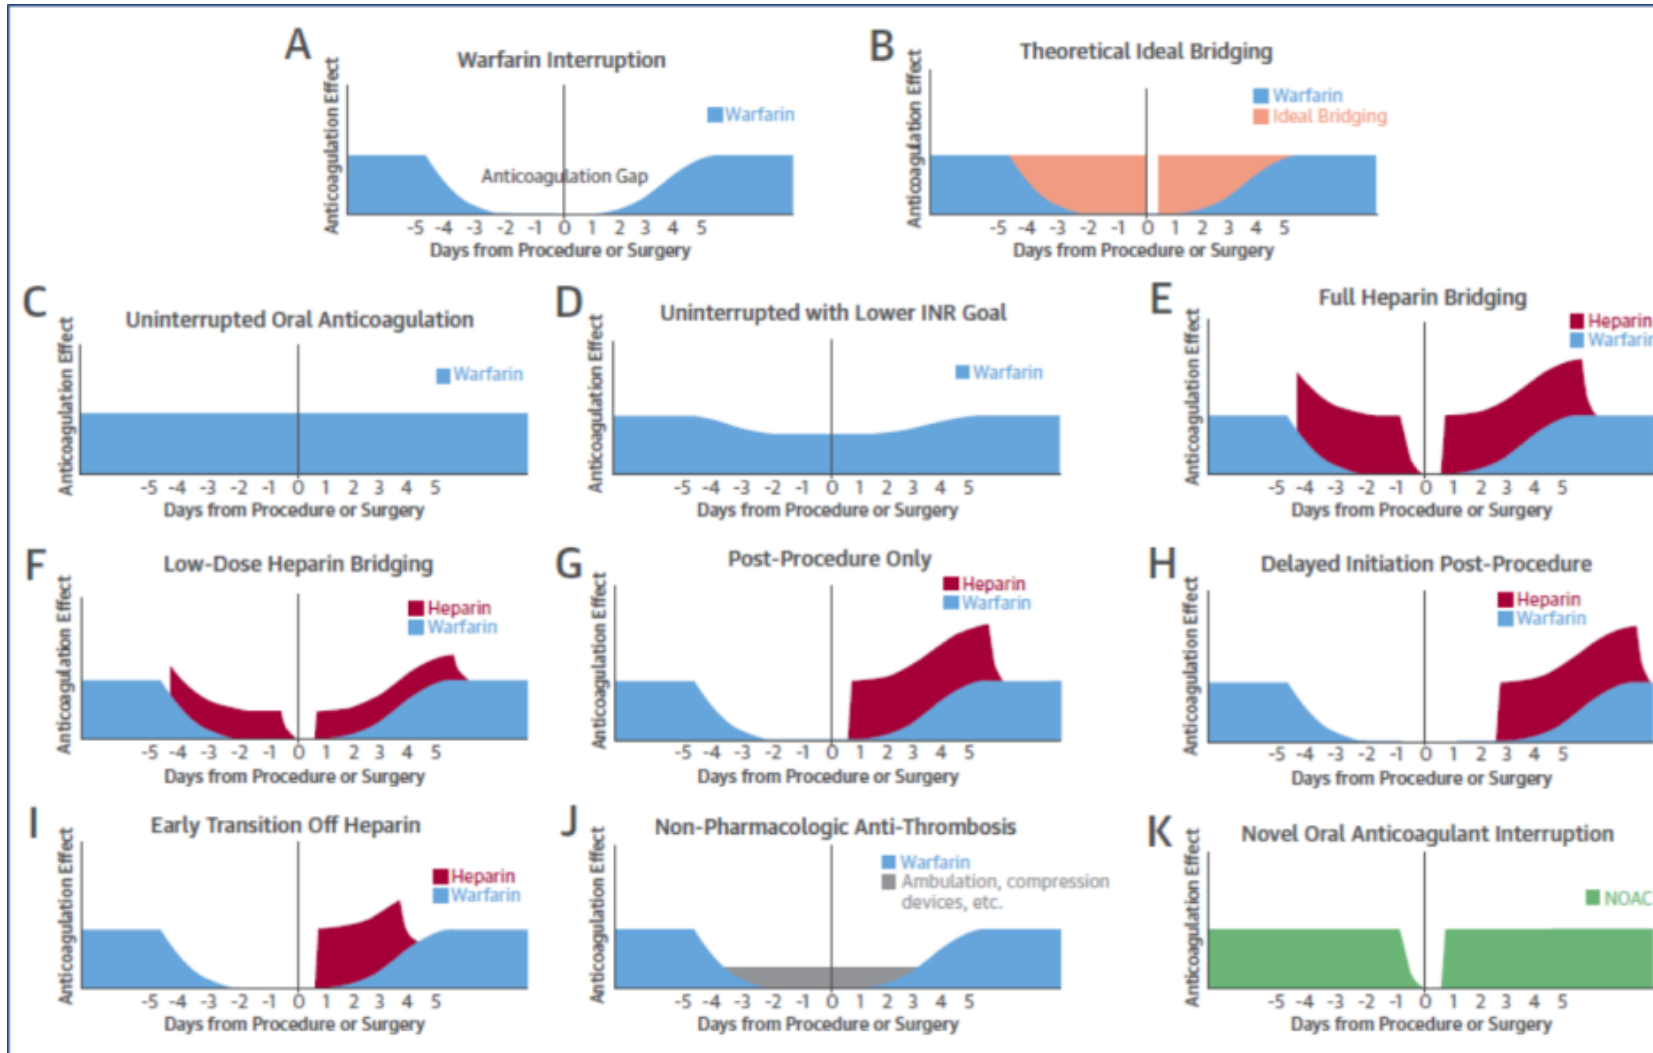 A
Warfarin Interruption
Anticoagulation Effect
Warfarin
Anticoagulation Gap
-5 -4 -3 -2 -1 0 1 2 3 4 5
Days from Procedure or Surgery
B
Theoretical Ideal Bridging
Anticoagulation Effect
Warfarin
Ideal Bridging
-5 -4 -3 -2 -1 0 1 2 3 4 5
Days from Procedure or Surgery
C
Uninterrupted Oral Anticoagulation
Anticoagulation Effect
Warfarin
-5 -4 -3 -2 -1 0 1 2 3 4 5
Days from Procedure or Surgery
D
Uninterrupted with Lower INR Goal
Anticoagulation Effect
Warfarin
-5 -4 -3 -2 -1 0 1 2 3 4 5
Days from Procedure or Surgery
E
Full Heparin Bridging
Anticoagulation Effect
Heparin
Warfarin
-5 -4 -3 -2 -1 0 1 2 3 4 5
Days from Procedure or Surgery
F
Low-Dose Heparin Bridging
Anticoagulation Effect
Heparin
Warfarin
-5 -4 -3 -2 -1 0 1 2 3 4 5
Days from Procedure or Surgery
G
Post-Procedure Only
Anticoagulation Effect
Heparin
Warfarin
-5 -4 -3 -2 -1 0 1 2 3 4 5
Days from Procedure or Surgery
H
Delayed Initiation Post-Procedure
Anticoagulation Effect
Heparin
Warfarin
-5 -4 -3 -2 -1 0 1 2 3 4 5
Days from Procedure or Surgery
I
Early Transition Off Heparin
Anticoagulation Effect
Heparin
Warfarin
-5 -4 -3 -2 -1 0 1 2 3 4 5
Days from Procedure or Surgery
J
Non-Pharmacologic Anti-Thrombosis
Anticoagulation Effect
Warfarin
Ambulation, compression
devices, etc.
-5 -4 -3 -2 -1 0 1 2 3 4 5
Days from Procedure or Surgery
K
Novel Oral Anticoagulant Interruption
Anticoagulation Effect
NOAC
-5 -4 -3 -2 -1 0 1 2 3 4 5
Days from Procedure or Surgery